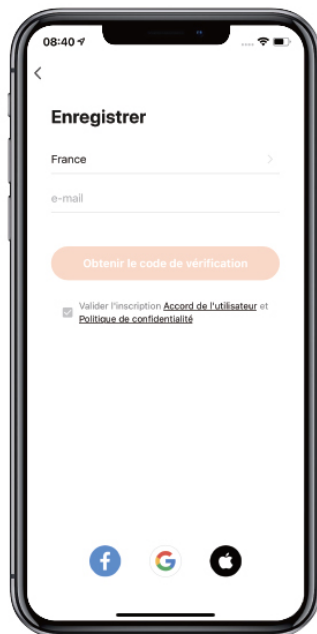 08:40
Enregistrer
France
e-mail
Obtenir le code de vérification
Valider l'inscription Accord de l'utilisateur et
Politique de confidentialité